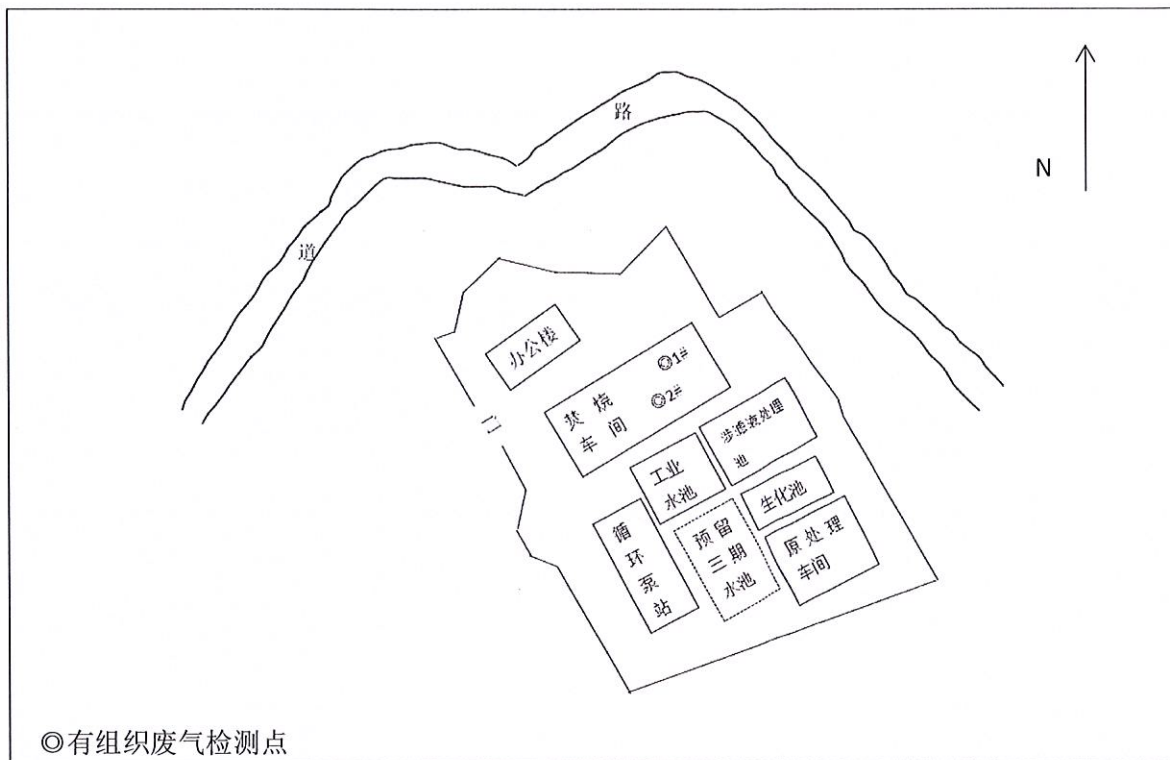 路
N
道
办公楼
◎1#
◎2#
焚 烧
车 间
渗滤液处理
池
工业
水池
生化池
循
环
泵
站
预 留
三 期
水池
原 处 理
车间
门
◎有组织废气检测点